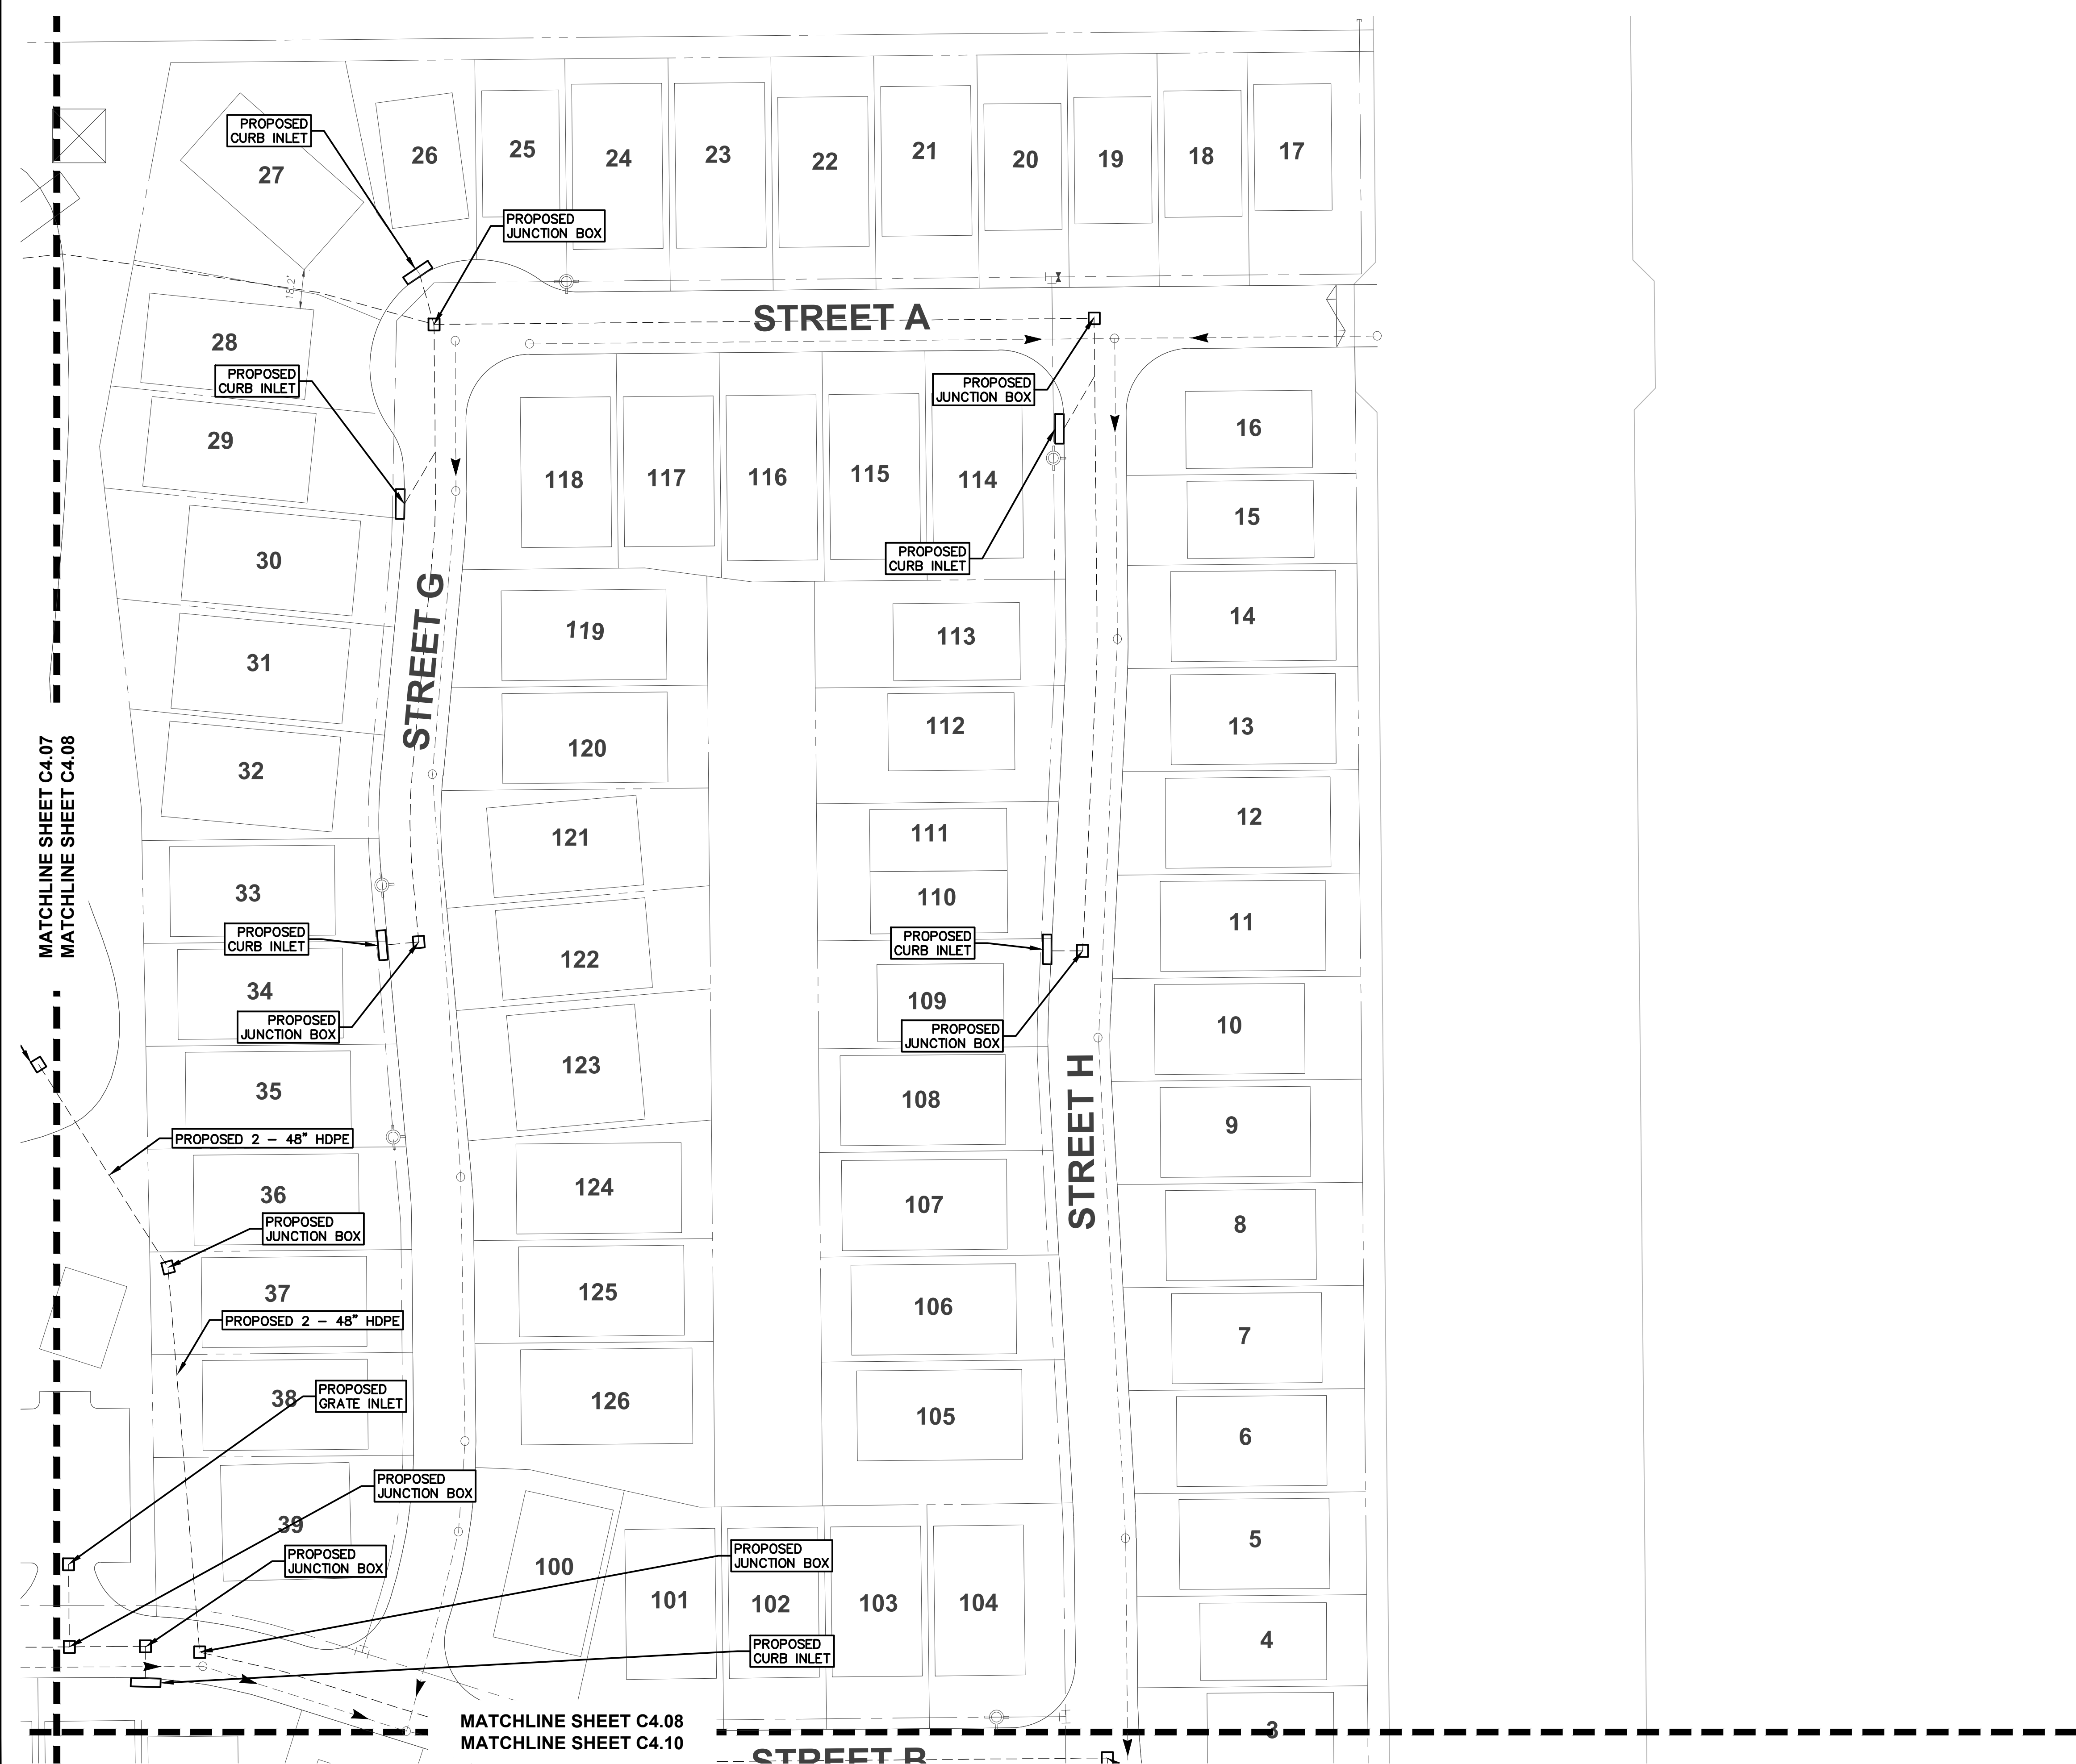 PROPOSED
CURB INLET
27
26
25
24
23
22
21
20
19
18
17
PROPOSED
JUNCTION BOX
18.2'
STREET A
28
PROPOSED
CURB INLET
29
30
31
32
STREET G
118
117
116
115
114
PROPOSED
JUNCTION BOX
PROPOSED
CURB INLET
16
15
14
13
12
11
10
9
8
7
6
5
4
3
119
120
121
122
123
124
125
126
113
112
111
110
109
108
107
106
105
PROPOSED
CURB INLET
PROPOSED
JUNCTION BOX
STREET H
MATCHLINE SHEET C4.07
MATCHLINE SHEET C4.08
33
PROPOSED
CURB INLET
34
PROPOSED
JUNCTION BOX
35
PROPOSED 2 – 48" HDPE
36
PROPOSED
JUNCTION BOX
37
PROPOSED 2 – 48" HDPE
38
PROPOSED
GRATE INLET
PROPOSED
JUNCTION BOX
39
PROPOSED
JUNCTION BOX
100
101
102
103
104
PROPOSED
JUNCTION BOX
PROPOSED
CURB INLET
MATCHLINE SHEET C4.08
MATCHLINE SHEET C4.10
STREET B